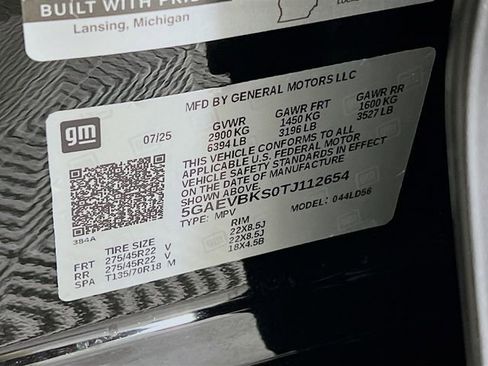 BUILT WITH PRID
Lansing, Michigan
MFD BY GENERAL MOTORS LLC
gm
07/25
GVWR GAWR FRT GAWR RR
2900 KG 1450 KG 1600 KG
6394 LB 3196 LB 3527 LB
THIS VEHICLE CONFORMS TO ALL
APPLICABLE U.S. FEDERAL MOTOR
VEHICLE SAFETY STANDARDS IN EFFECT
ON THE DATE OF MANUFACTURE SHOWN ABOVE.
5GAEVBKS0TJ112654
TYPE: MPV MODEL: 044LD56
384A
TIRE SIZE RIM
FRT 275/45R22 V 22X8.5J
RR 275/45R22 V 22X8.5J
SPA T135/70R18 M 18X4.5B